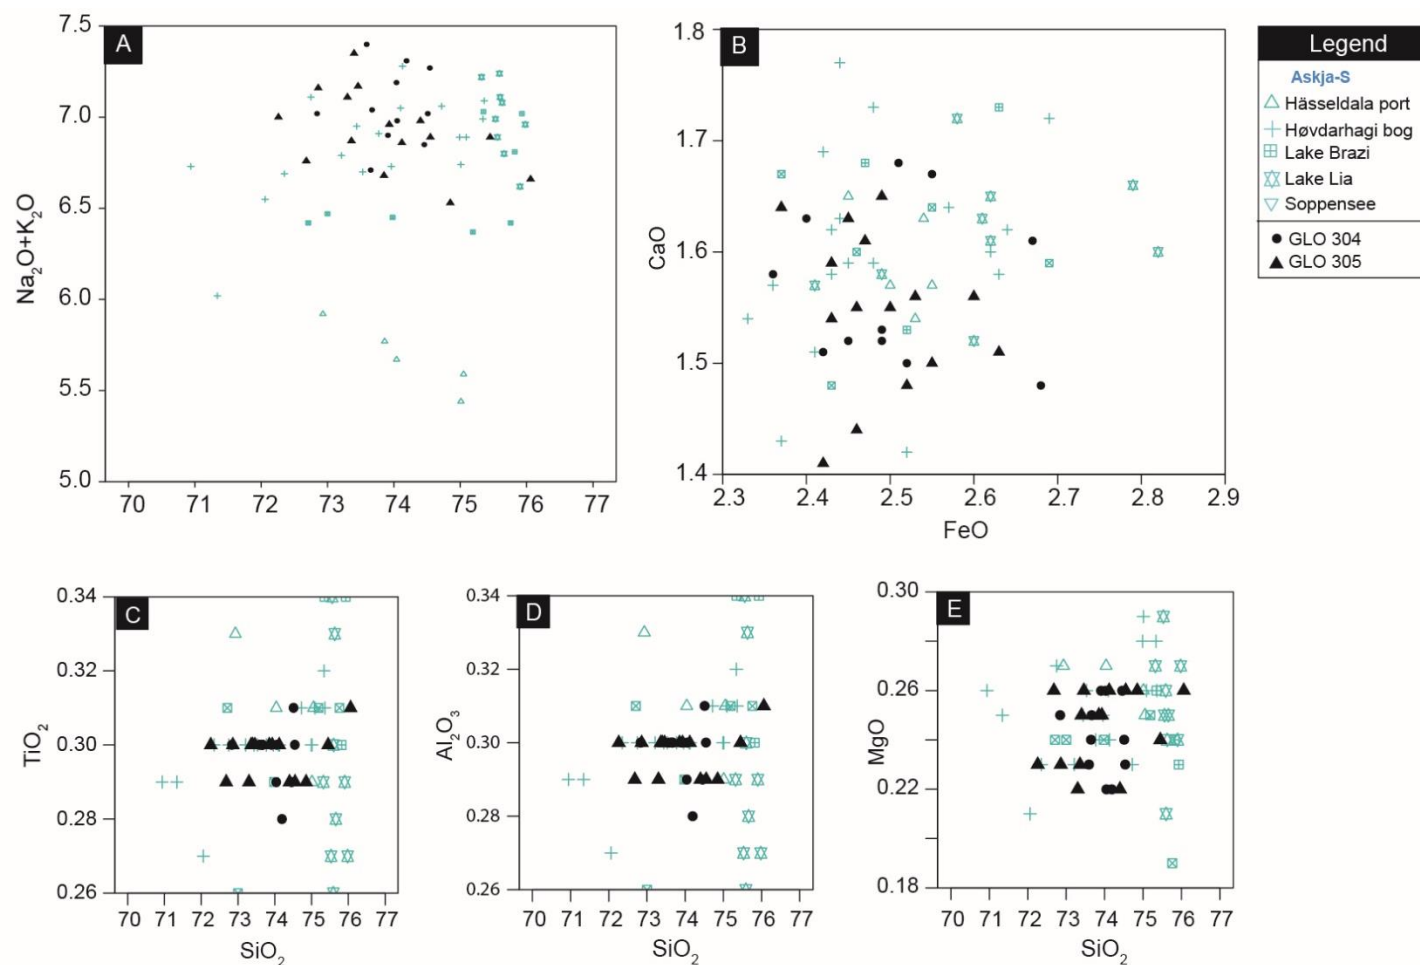 A
7.5
7.0
6.5
6.0
5.5
5.0
Na₂O+K₂O
70 71 72 73 74 75 76 77
B
1.8
1.7
1.6
1.5
1.4
CaO
2.3 2.4 2.5 2.6 2.7 2.8 2.9
FeO
Legend
Askja-S
Hässeldala port
Høvdarhagi bog
Lake Brazi
Lake Lia
Soppensee
GLO 304
GLO 305
C
0.34
0.32
0.31
0.30
0.29
0.28
0.27
0.26
TiO₂
70 71 72 73 74 75 76 77
SiO₂
D
0.34
0.32
0.30
0.28
0.26
Al₂O₃
70 71 72 73 74 75 76 77
SiO₂
E
0.30
0.26
0.22
0.18
MgO
70 71 72 73 74 75 76 77
SiO₂